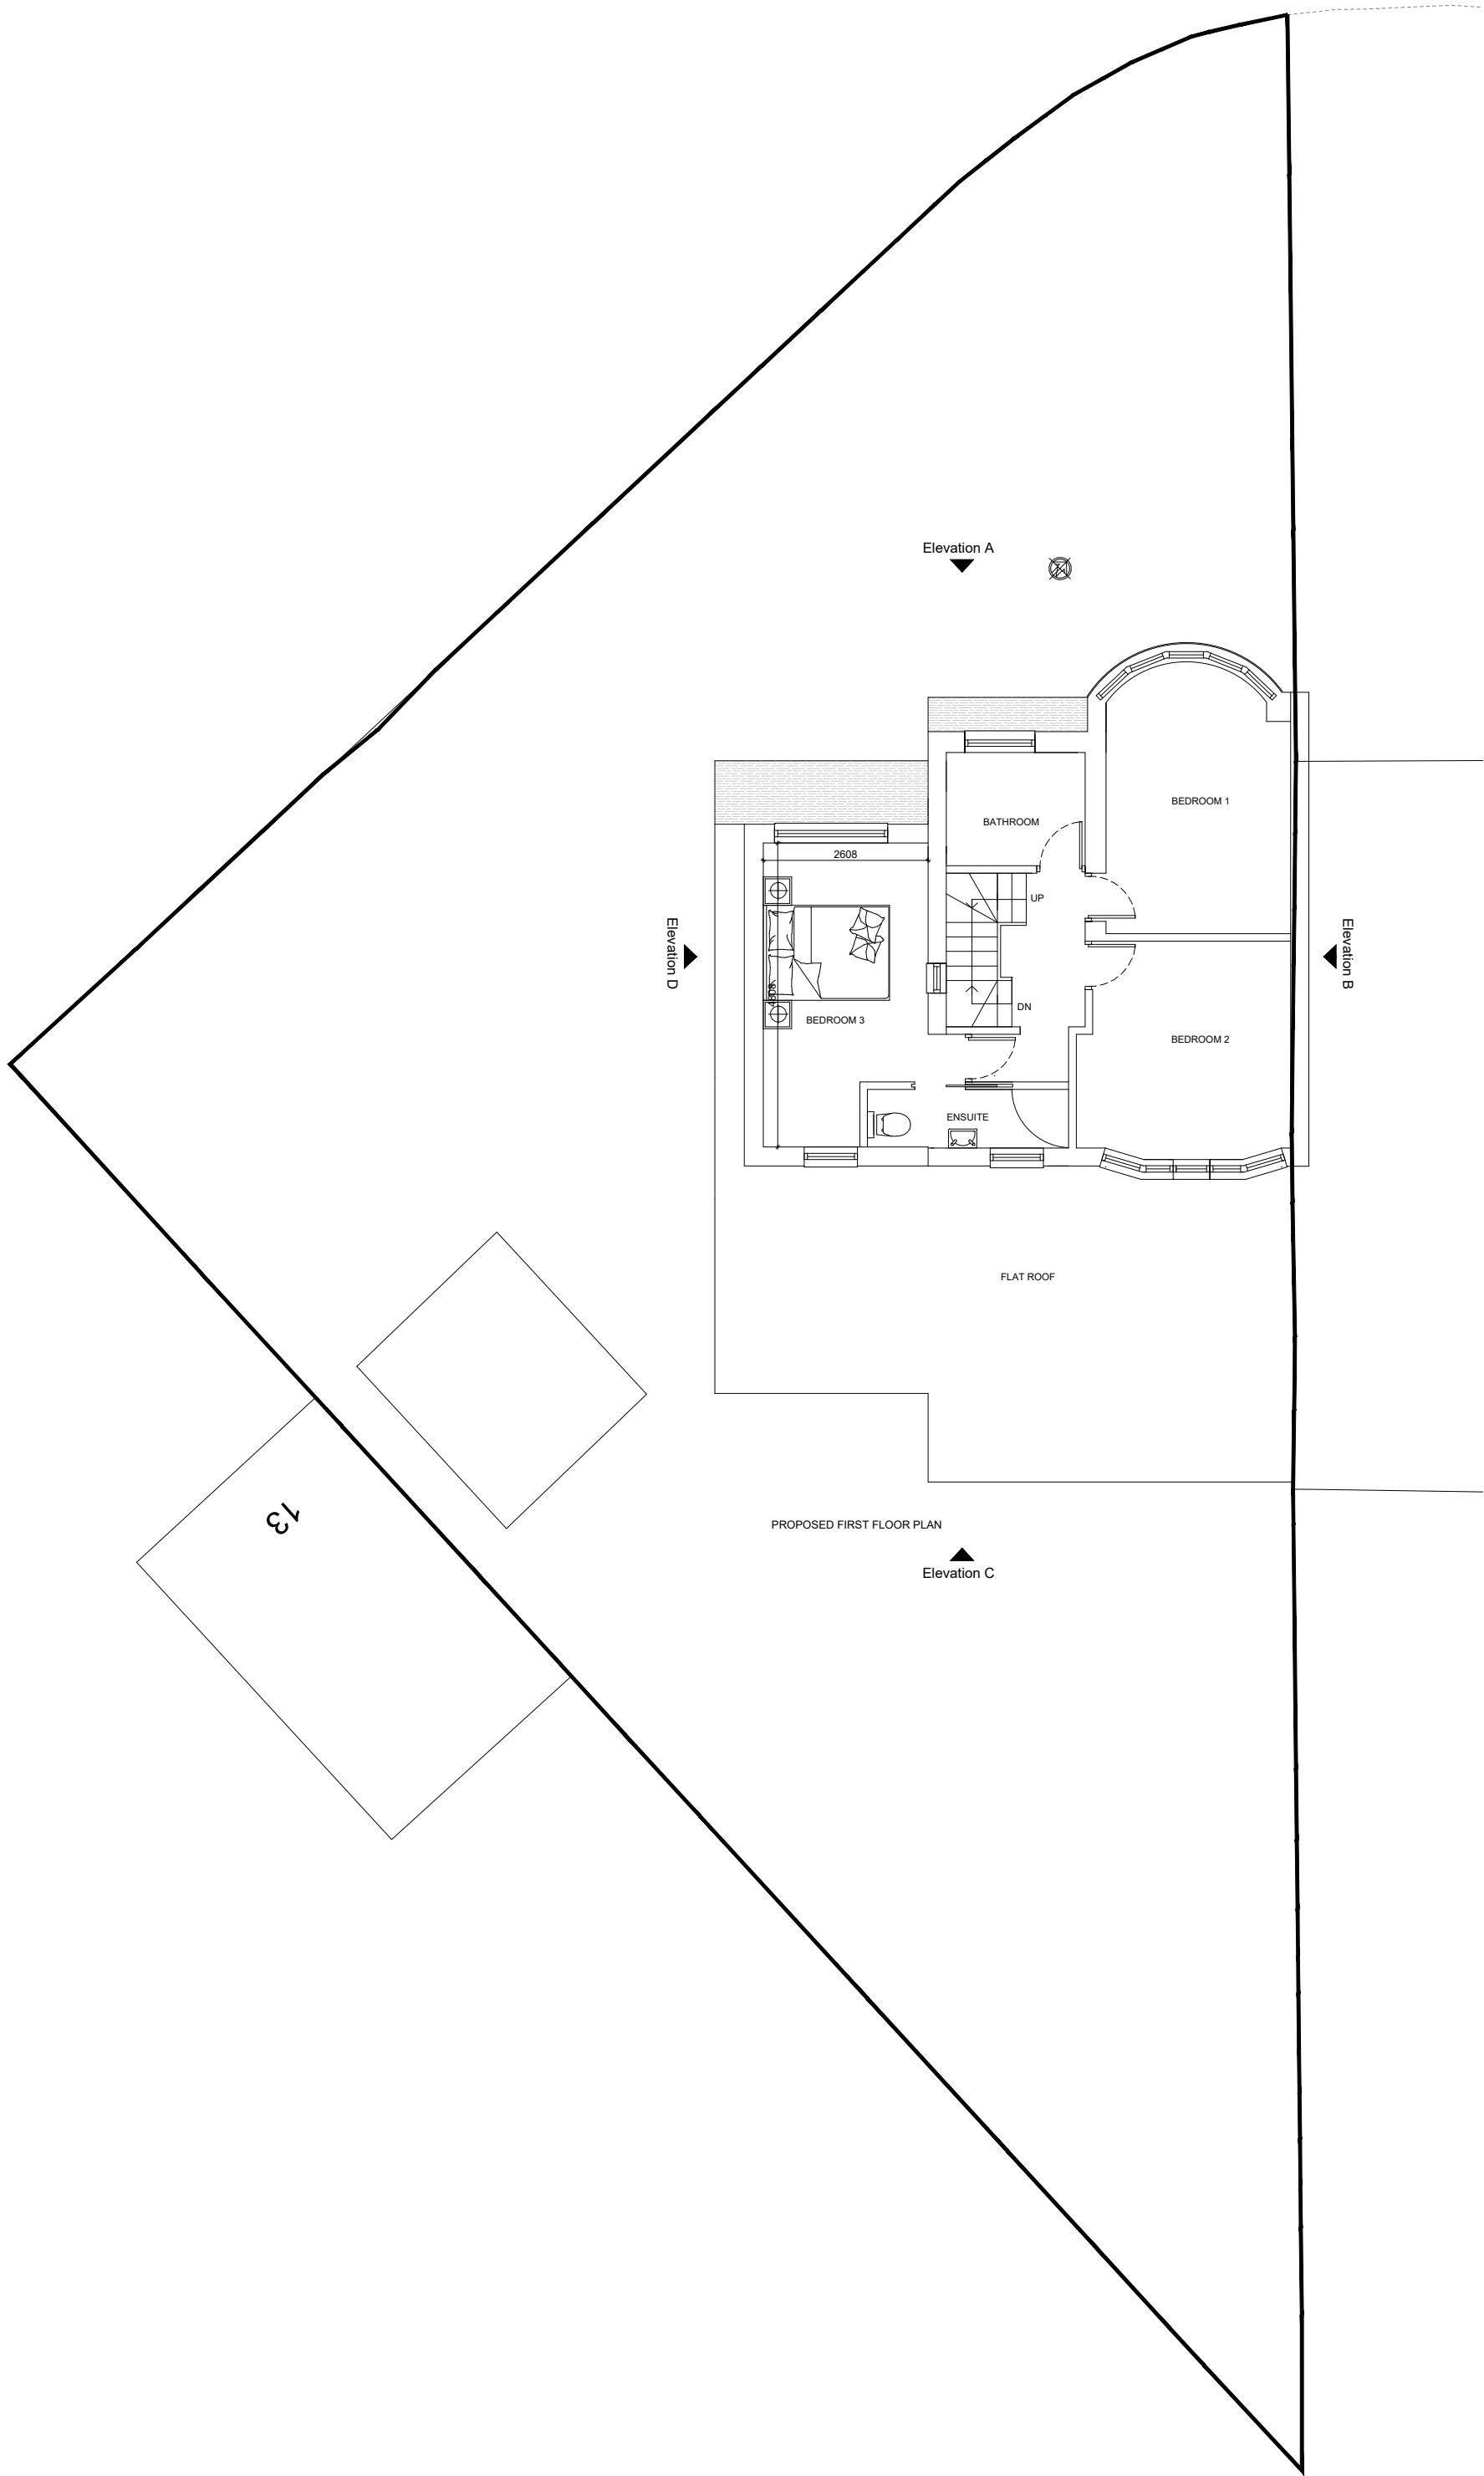 Elevation A
BEDROOM 1
BATHROOM
2608
UP
Elevation D
Elevation B
4808
DN
BEDROOM 3
BEDROOM 2
ENSUITE
FLAT ROOF
13
PROPOSED FIRST FLOOR PLAN
Elevation C